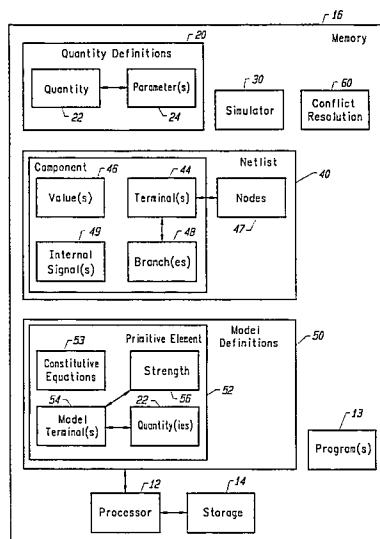 16
Memory
20
Quantity Definitions
Quantity
22
Parameter(s)
24
Simulator
30
Conflict
Resolution
60
Component
Netlist
40
46
Value(s)
44
Terminal(s)
Nodes
47
49
Internal
Signal(s)
Branch(es)
48
Model
Definitions
50
Primitive Element
52
53
Constitutive
Equations
Strength
56
54
Model
Terminal(s)
22
Quantity(ies)
13
Program(s)
12
Processor
14
Storage